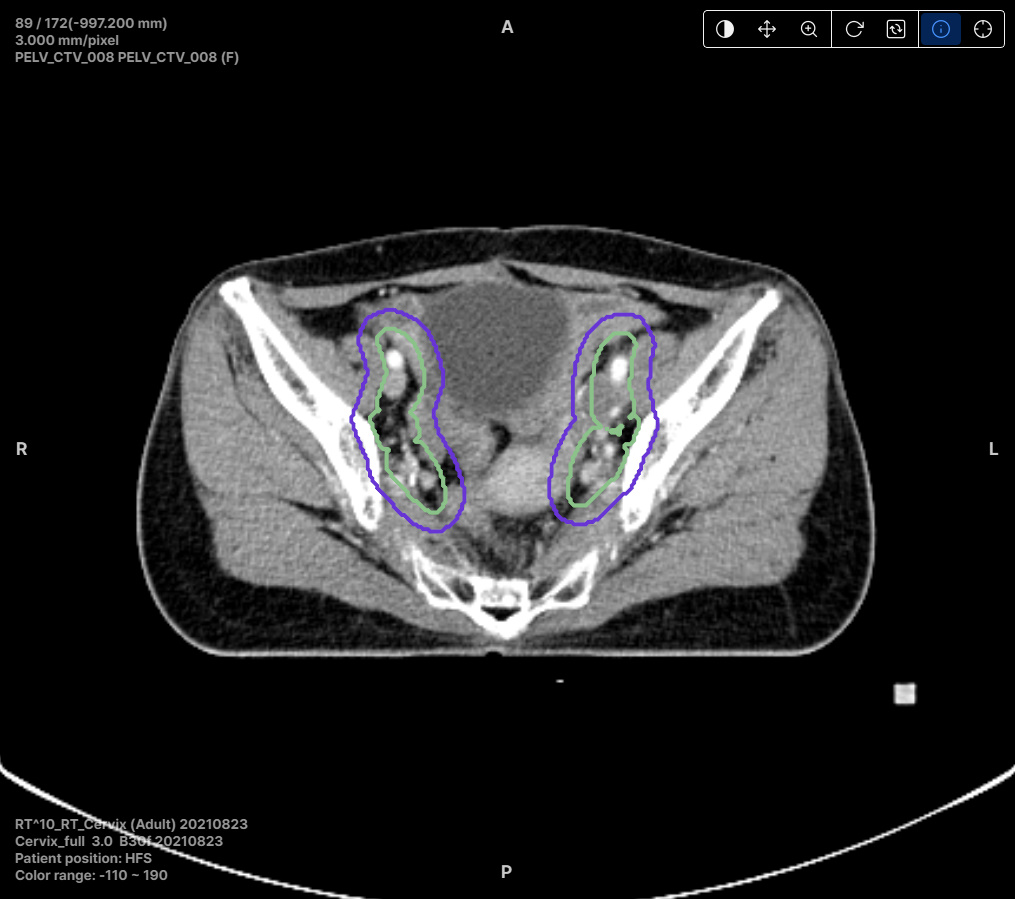 89 / 172(-997.200 mm)
3.000 mm/pixel
PELV_CTV_008 PELV_CTV_008 (F)
A
R
L
RT^10_RT_Cervix (Adult) 20210823
Cervix_full 3.0 B30f 20210823
Patient position: HFS
Color range: -110 ~ 190
P